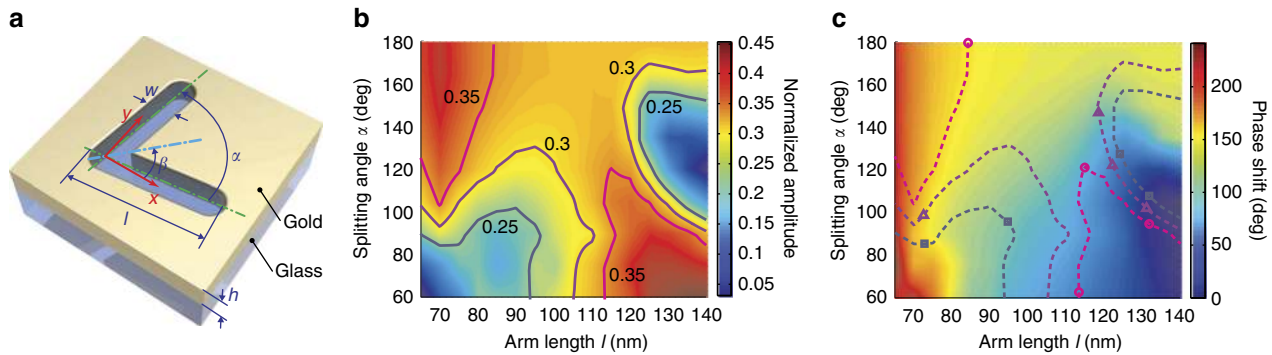 a
w
y
α
β
x
l
Gold
Glass
h
b
Splitting angle α (deg)
180
160
140
120
100
80
60
70 80 90 100 110 120 130 140
Arm length l (nm)
0.35
0.3
0.25
0.3
0.25
0.35
0.45
0.40
0.35
0.30
0.25
0.20
0.15
0.1
0.05
Normalized amplitude
c
Splitting angle α (deg)
180
160
140
120
100
80
60
70 80 90 100 110 120 130 140
Arm length l (nm)
200
150
100
50
0
Phase shift (deg)